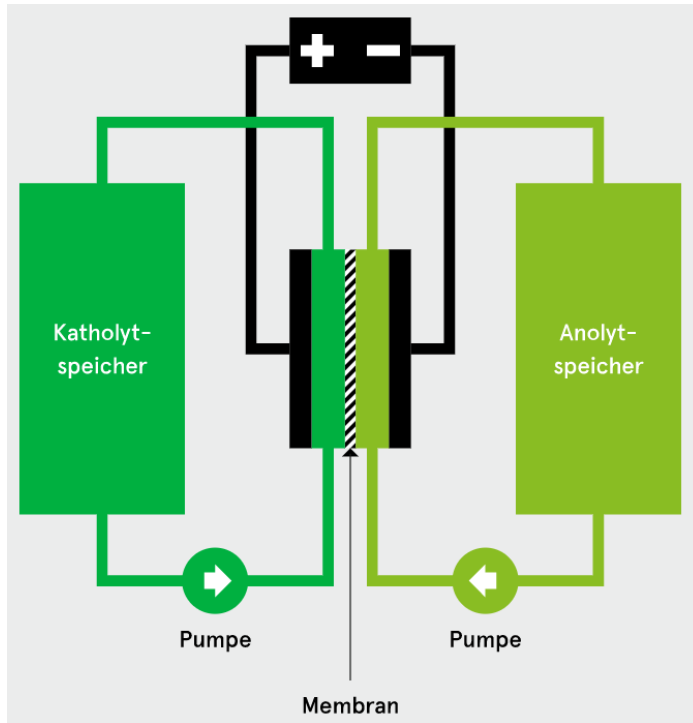 + −
Katholyt-
speicher
Anolyt-
speicher
Pumpe
Pumpe
Membran